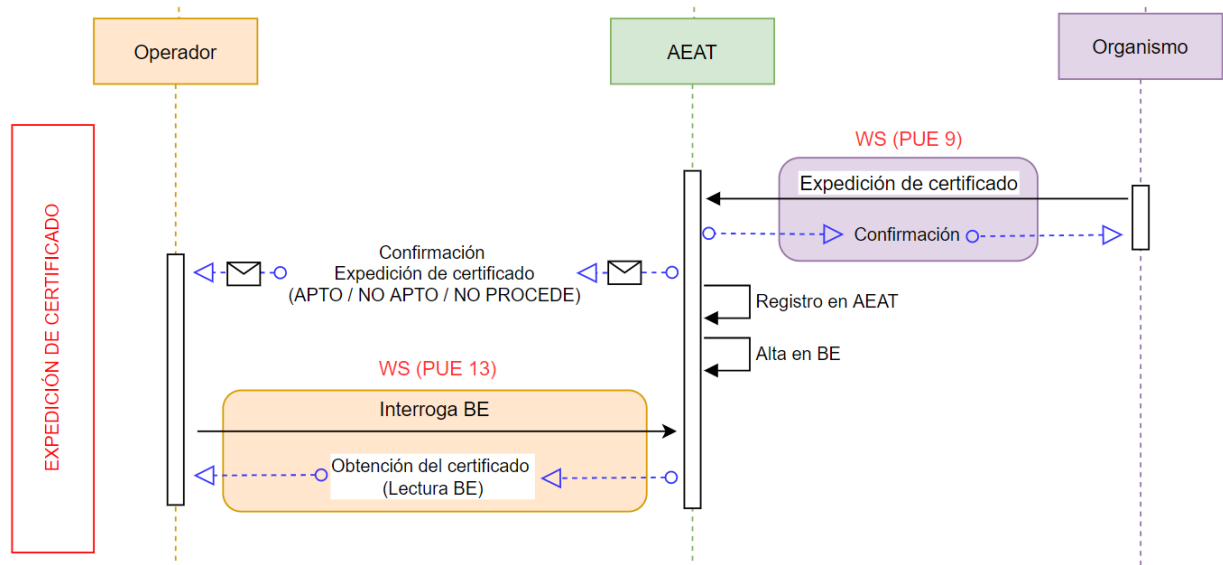 Operador
AEAT
Organismo
EXPEDICIÓN DE CERTIFICADO
WS (PUE 9)
Expedición de certificado
Confirmación
Confirmación
Expedición de certificado
(APTO / NO APTO / NO PROCEDE)
Registro en AEAT
Alta en BE
WS (PUE 13)
Interroga BE
Obtención del certificado
(Lectura BE)